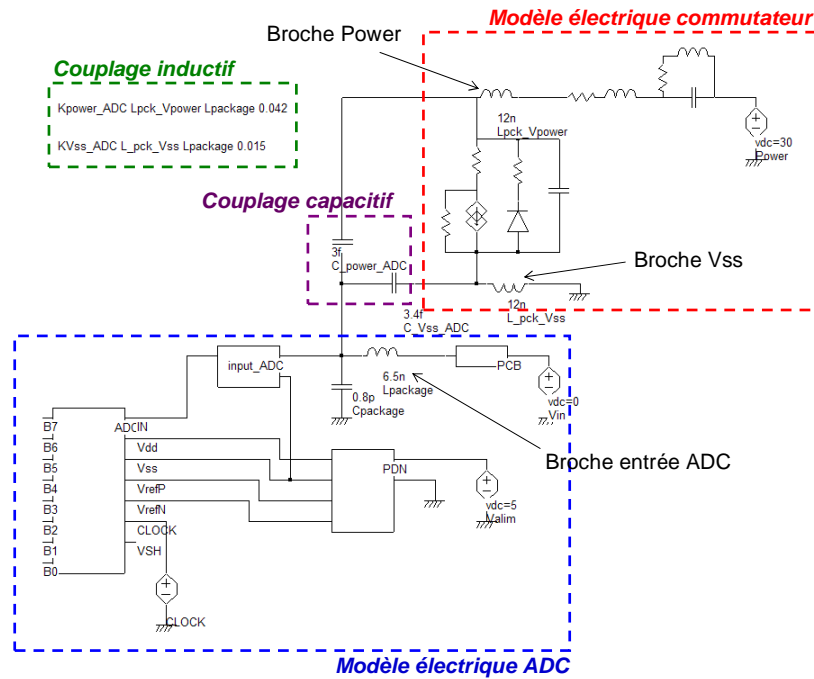 Modèle électrique commutateur
Broche Power
Couplage inductif
Kpower_ADC Lpck_Vpower Lpackage 0.042
KVss_ADC L_pck_Vss Lpackage 0.015
12n
Lpck_Vpower
vdc=30
Power
Couplage capacitif
3f
C_power_ADC
Broche Vss
12n
L_pck_Vss
3.4f
C_Vss_ADC
input_ADC
6.5n
Lpackage
PCB
0.8p
Cpackage
vdc=0
Vin
Broche entrée ADC
B7
B6
B5
B4
B3
B2
B1
B0
ADC
IN
Vdd
Vss
VrefP
VrefN
CLOCK
VSH
PDN
vdc=5
Valim
CLOCK
Modèle électrique ADC